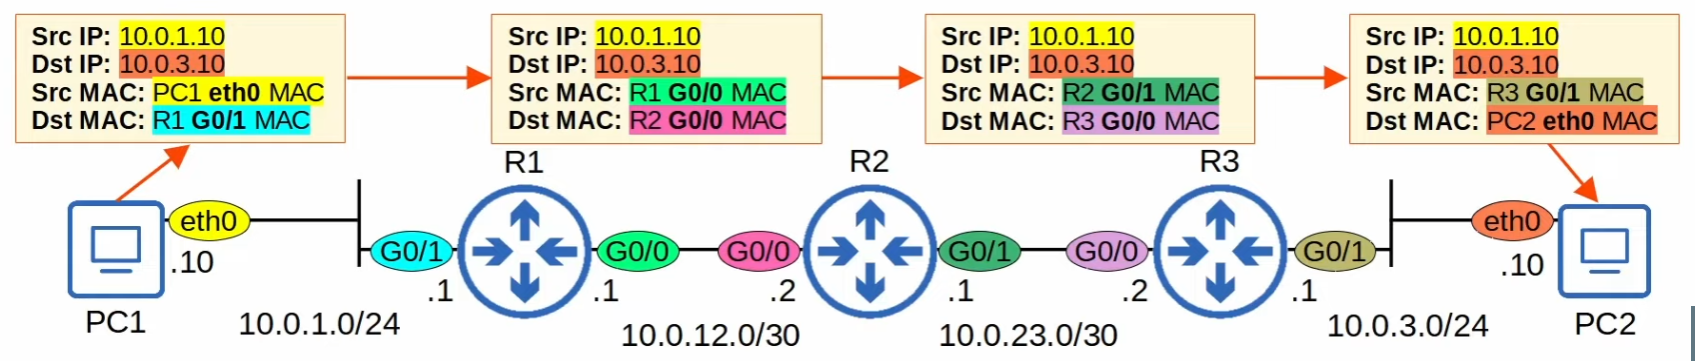 Src IP: 10.0.1.10
Dst IP: 10.0.3.10
Src MAC: PC1 eth0 MAC
Dst MAC: R1 G0/1 MAC
Src IP: 10.0.1.10
Dst IP: 10.0.3.10
Src MAC: R1 G0/0 MAC
Dst MAC: R2 G0/0 MAC
Src IP: 10.0.1.10
Dst IP: 10.0.3.10
Src MAC: R2 G0/1 MAC
Dst MAC: R3 G0/0 MAC
Src IP: 10.0.1.10
Dst IP: 10.0.3.10
Src MAC: R3 G0/1 MAC
Dst MAC: PC2 eth0 MAC
R1
R2
R3
eth0
G0/1
G0/0
G0/0
G0/1
G0/0
G0/1
eth0
.10
.1
.1
.2
.1
.2
.1
.10
PC1
10.0.1.0/24
10.0.12.0/30
10.0.23.0/30
10.0.3.0/24
PC2